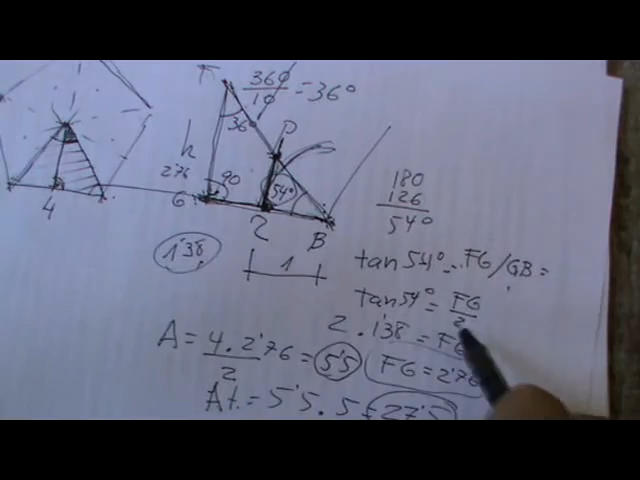 F
360/10 = 36°
36°
h
P
2'76
90
54°
G
2
B
4
180
126
54°
1'38
1
tan 54° = FG/GB =
tan 54° = FG/2
2 . 138 = FG
A = 4.2'76/2 = 5'5
FG = 2'76
At. = 5'5 . 5 = 27'5